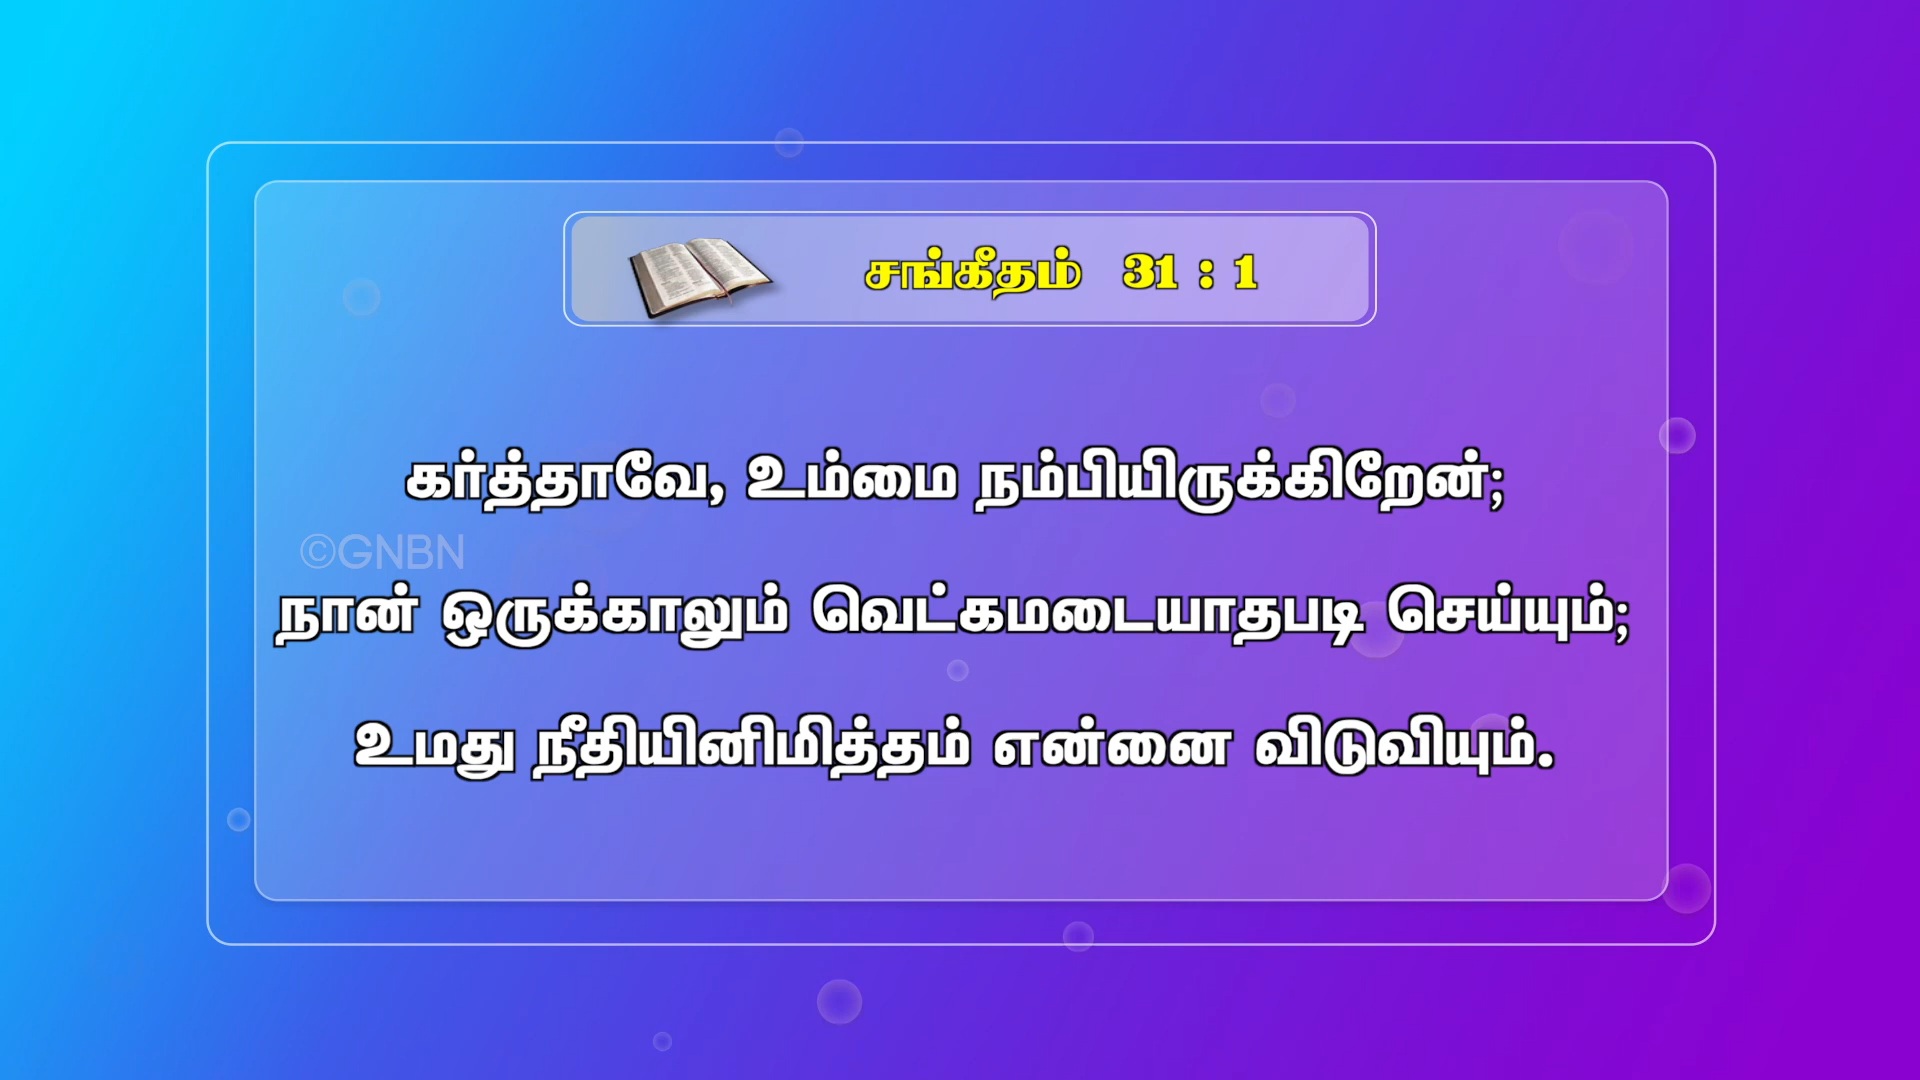 சங்கீதம் 31 : 1
கர்த்தாவே, உம்மை நம்பியிருக்கிறேன்;
©GNBN
நான் ஒருக்காலும் வெட்கமடையாதபடி செய்யும்;
உமது நீதியினிமித்தம் என்னை விடுவியும்.